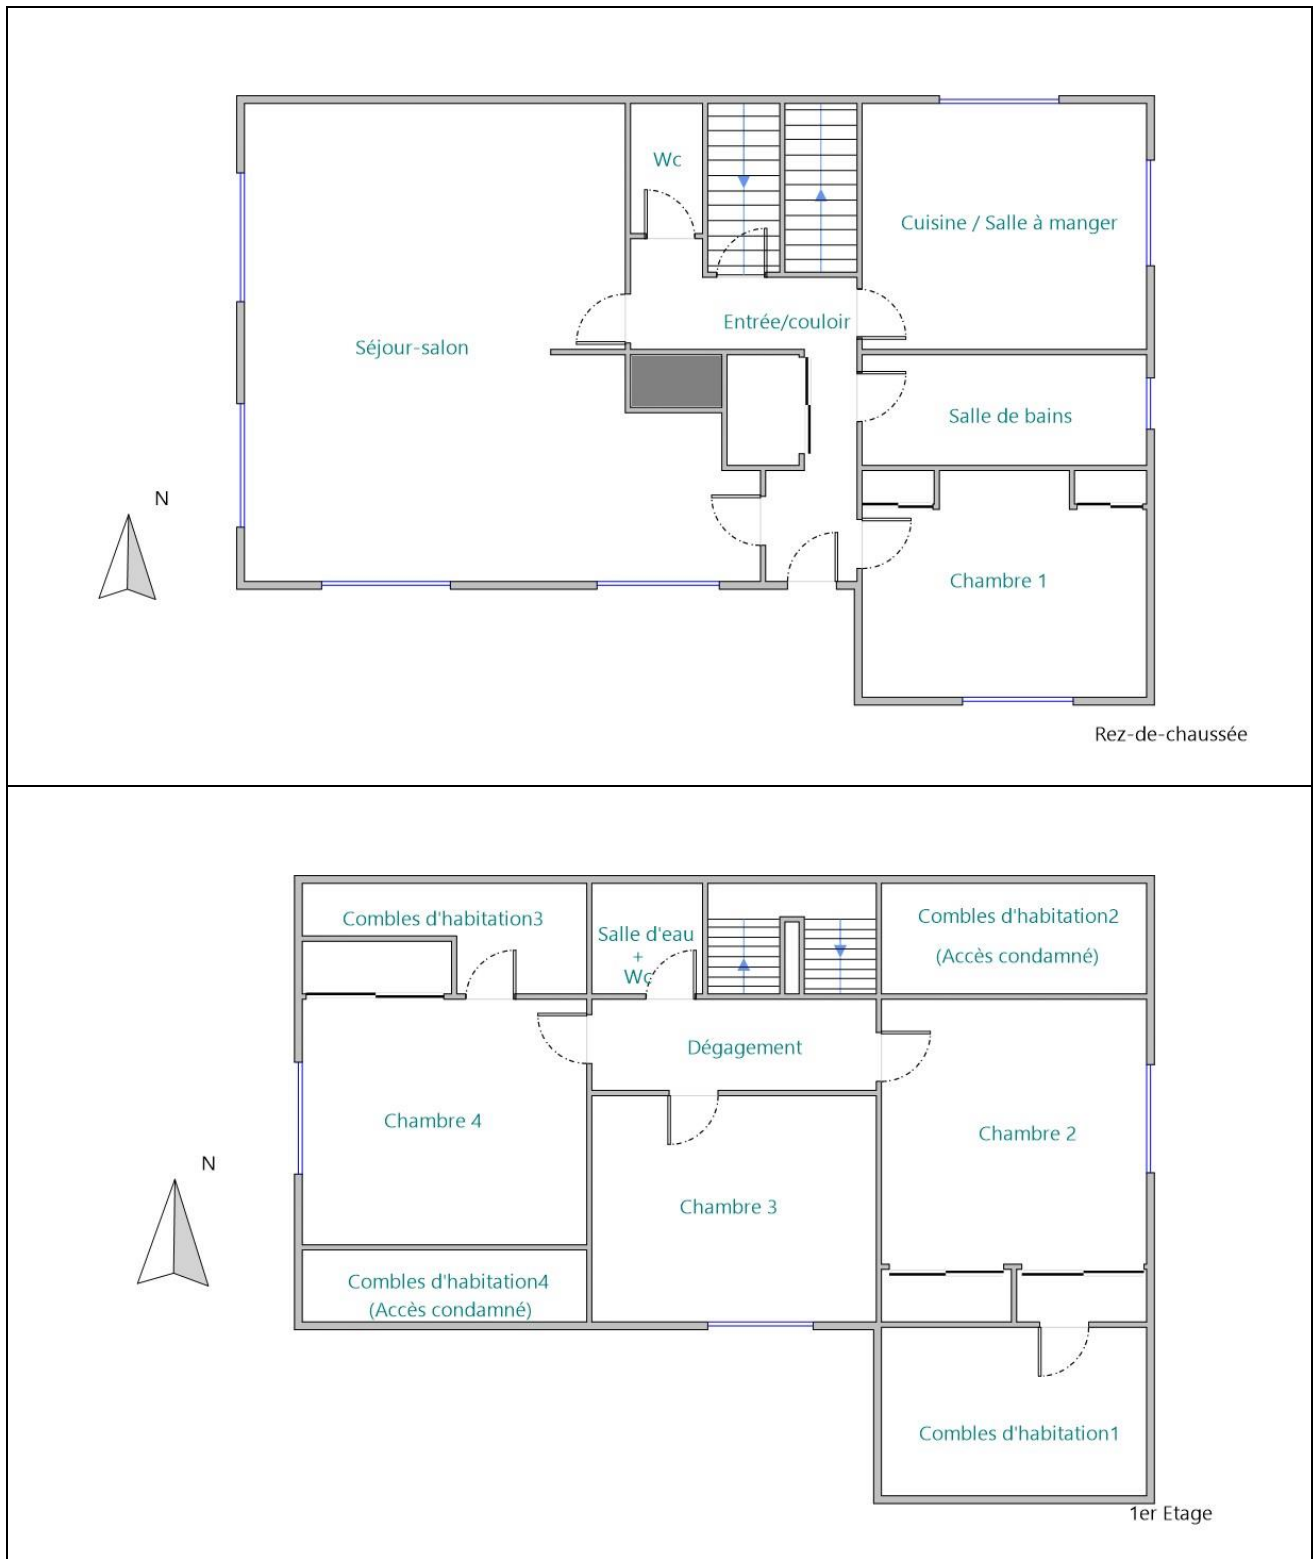 Wc
Cuisine / Salle à manger
Entrée/couloir
Séjour-salon
Salle de bains
N
Chambre 1
Rez-de-chaussée
Combles d'habitation3
Salle d'eau
+
Wc
Combles d'habitation2
(Accès condamné)
Dégagement
Chambre 4
Chambre 2
N
Chambre 3
Combles d'habitation4
(Accès condamné)
Combles d'habitation1
1er Etage